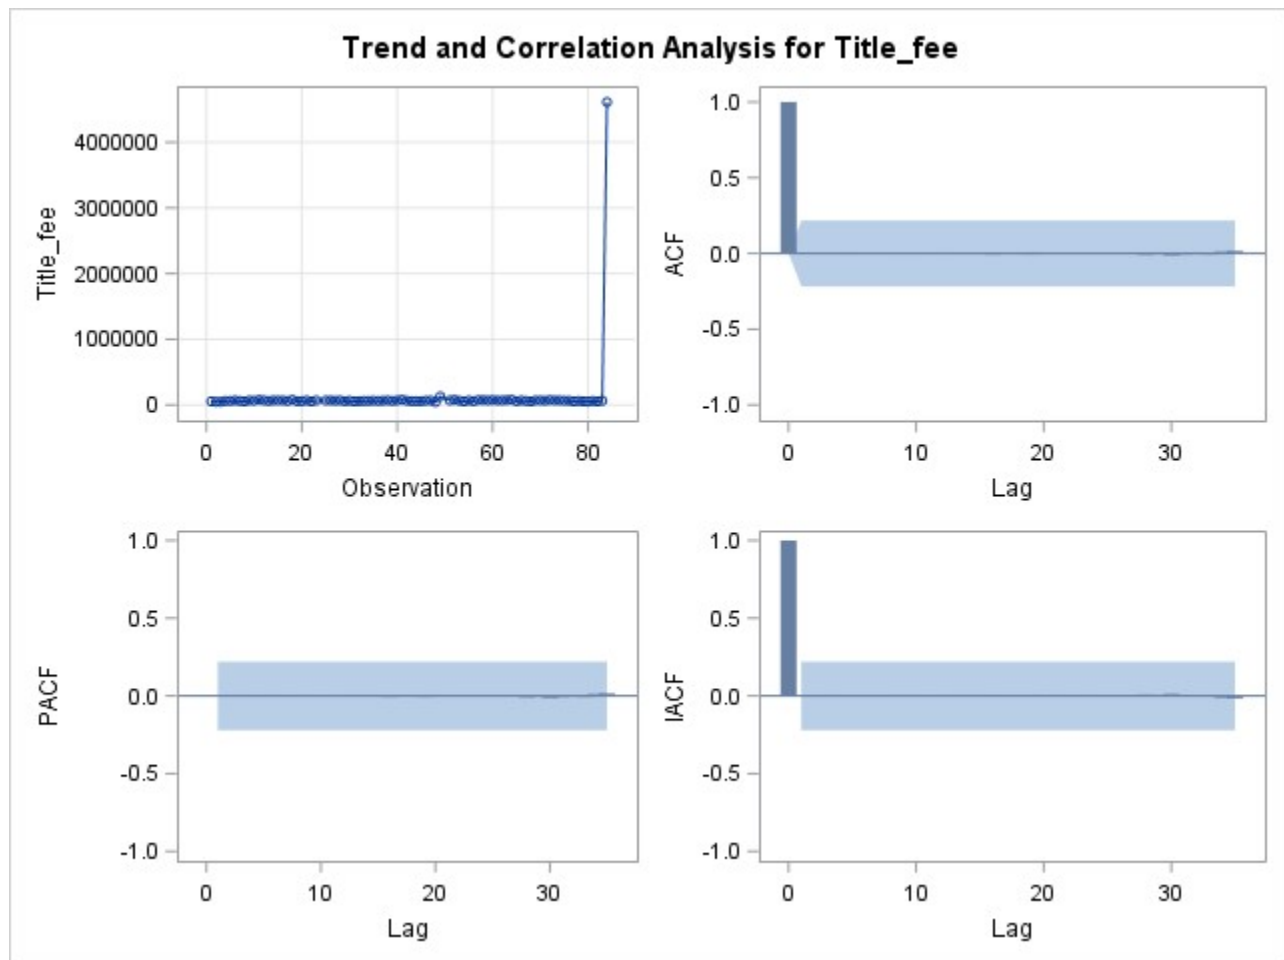 Trend and Correlation Analysis for Title_fee
Title_fee
4000000
3000000
2000000
1000000
0
0 20 40 60 80
Observation
ACF
1.0
0.5
0.0
-0.5
-1.0
0 10 20 30
Lag
PACF
1.0
0.5
0.0
-0.5
-1.0
0 10 20 30
Lag
IACF
1.0
0.5
0.0
-0.5
-1.0
0 10 20 30
Lag